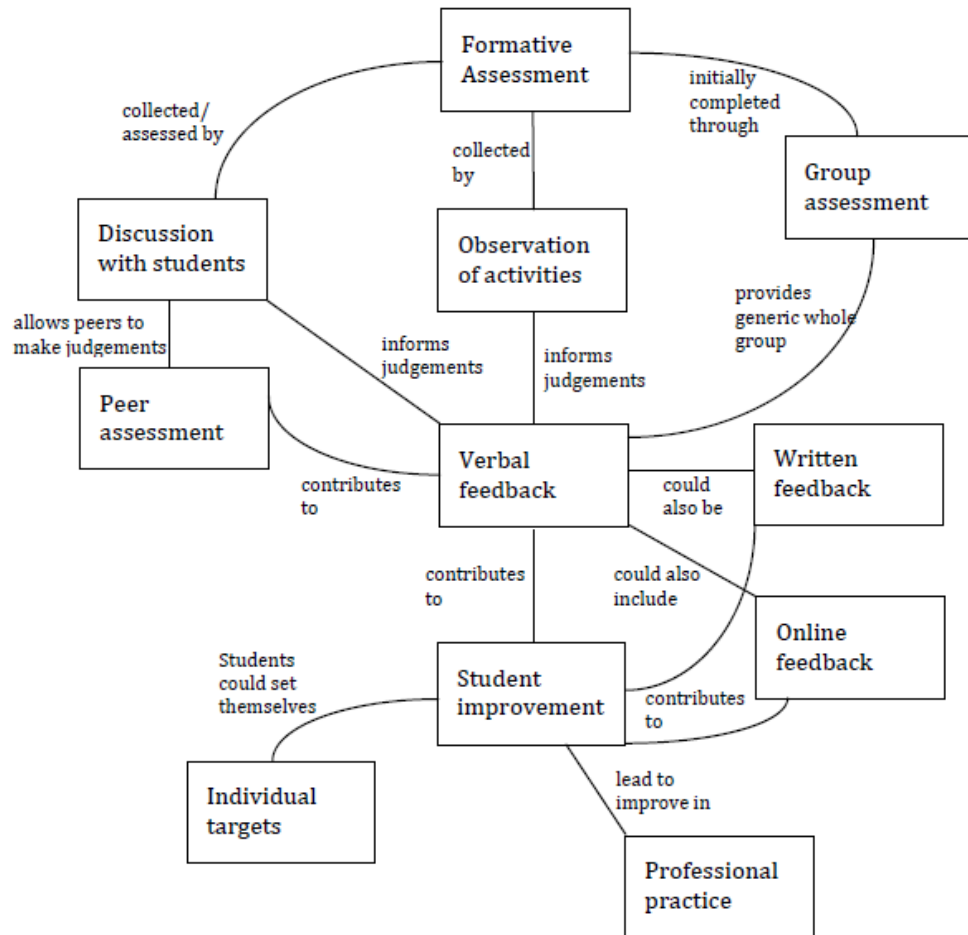 Formative
Assessment
initially
completed
through
collected/
assessed by
collected
by
Group
assessment
Discussion
with students
Observation
of activities
provides
generic whole
group
allows peers to
make judgements
informs
judgements
informs
judgements
Peer
assessment
Verbal
feedback
Written
feedback
contributes
to
could
also be
contributes
to
could also
include
Online
feedback
Students
could set
themselves
Student
improvement
contributes
to
Individual
targets
lead to
improve in
Professional
practice